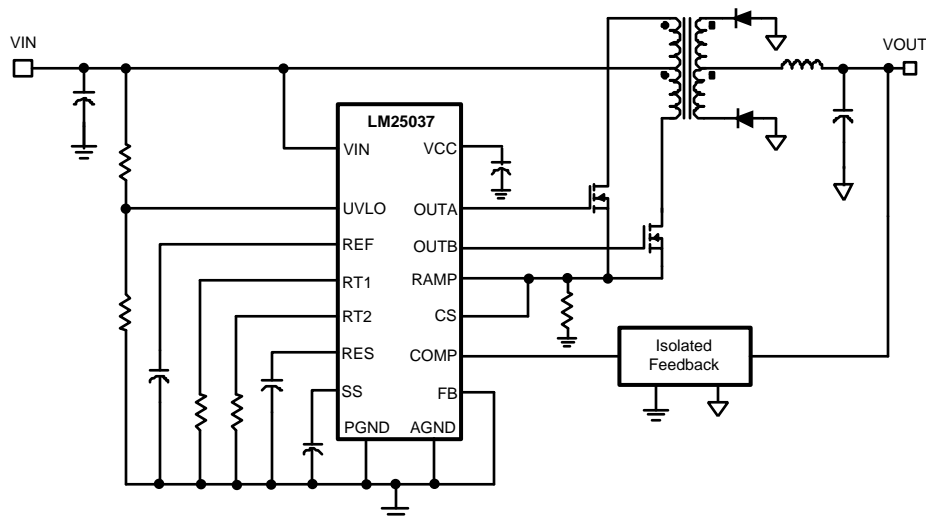 VIN
VOUT
LM25037
VIN
VCC
UVLO
OUTA
REF
OUTB
RT1
RAMP
RT2
CS
RES
COMP
SS
FB
PGND
AGND
Isolated
Feedback